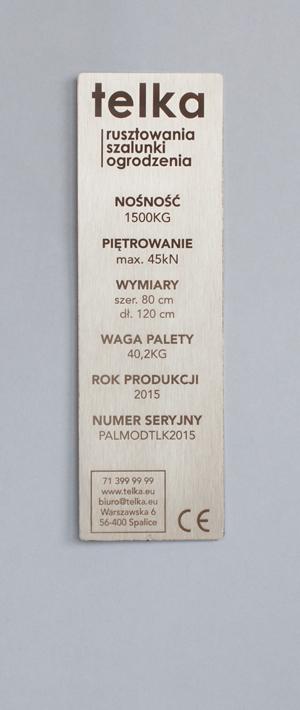 telka
rusztowania
szalunki
ogrodzenia
NOŚNOŚĆ
1500KG
PIĘTROWANIE
max. 45kN
WYMIARY
szer. 80 cm
dł. 120 cm
WAGA PALETY
40,2KG
ROK PRODUKCJI
2015
NUMER SERYJNY
PALMODTLK2015
71 399 99 99
www.telka.eu
biuro@telka.eu
Warszawska 6
56-400 Spalice
CE